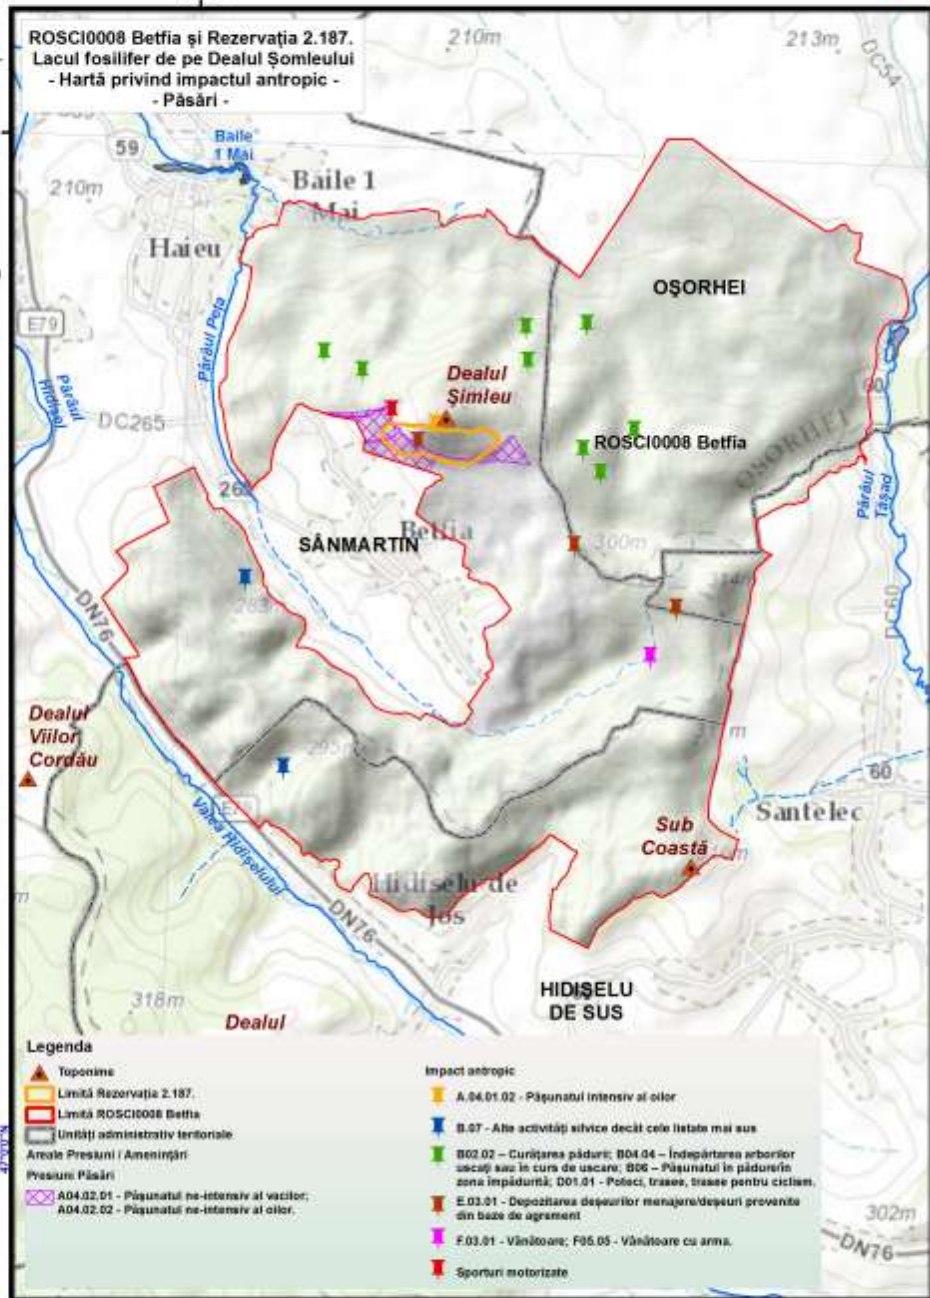 ROSCI0008 Betfia și Rezervația 2.187.
Lacul fosilifer de pe Dealul Șomleului
- Hartă privind impactul antropic -
- Păsări -
210m
213m
DC54
59
Baile
1 Mai
210m
Baile 1
Mai
Haieu
OȘORHEI
E79
Pârâul Peța
Pârâul
Hidișel
60
Dealul
Șimleu
DC265
ROSCI0008 Betfia
OȘORHEI
265
Pârâul
Tășad
Betfia
SÂNMARTIN
300m
314m
263m
DN76
DC60
Dealul
Viilor
Cordău
295m
m
60
Santelec
Valea Hidișelului
Sub
Coastă
Hidiselu de
Jos
DN76
HIDIȘELU
DE SUS
318m
Dealul
Legenda
Toponime
Limită Rezervația 2.187.
Limită ROSCI0008 Betfia
Unități administrativ teritoriale
Areale Presiuni / Amenințări
Presiuni Păsări
A04.02.01 - Pășunatul ne-intensiv al vacilor;
A04.02.02 - Pășunatul ne-intensiv al oilor.
Impact antropic
A.04.01.02 - Pășunatul intensiv al oilor
B.07 - Alte activități silvice decât cele listate mai sus
B02.02 – Curățarea pădurii; B04.04 – Îndepărtarea arborilor
uscați sau în curs de uscare; B06 – Pășunatul în pădure/în
zona împădurită; D01.01 - Poteci, trasee, trasee pentru ciclism.
E.03.01 - Depozitarea deșeurilor menajere/deșeuri provenite
din baze de agrement
F.03.01 - Vânătoare; F05.05 - Vânătoare cu arma.
Sporturi motorizate
302m
DN76